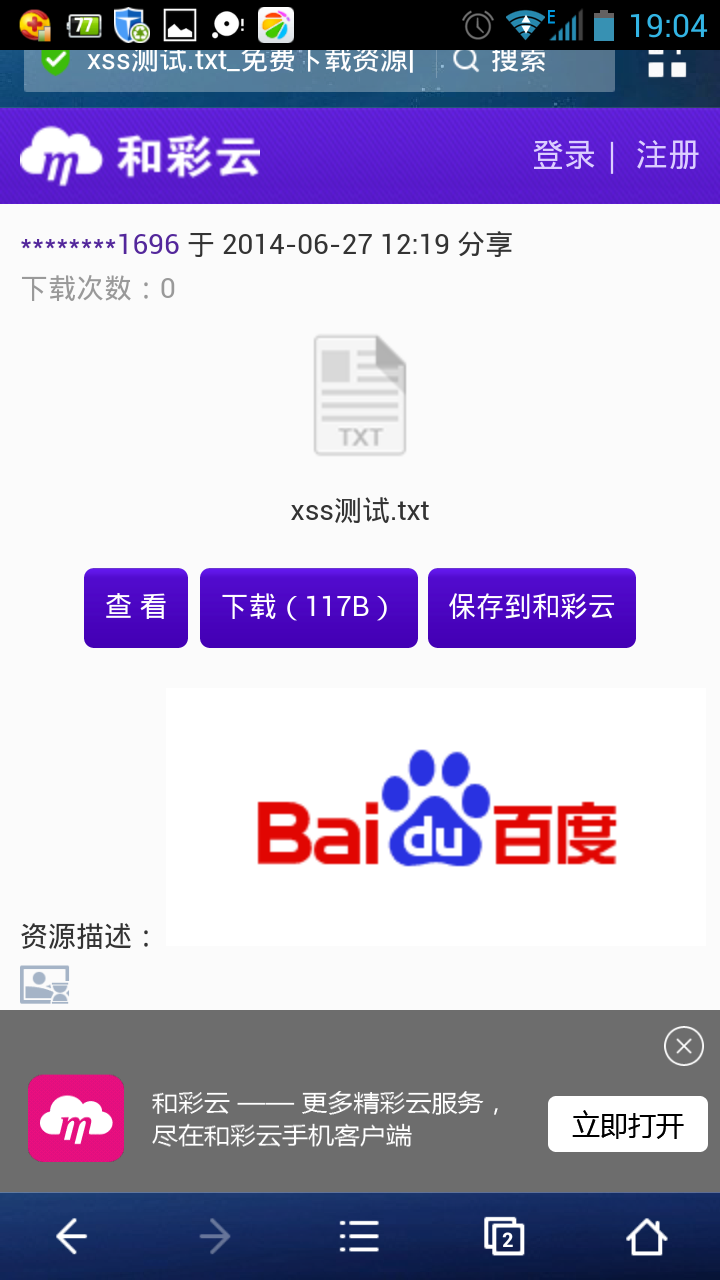 77
E
19:04
xss测试.txt_免费下载资源
搜索
m 和彩云
登录 | 注册
********1696 于 2014-06-27 12:19 分享
下载次数：0
TXT
xss测试.txt
查 看
下载（117B）
保存到和彩云
Bai du 百度
资源描述：
m
和彩云 —— 更多精彩云服务，
尽在和彩云手机客户端
立即打开
2